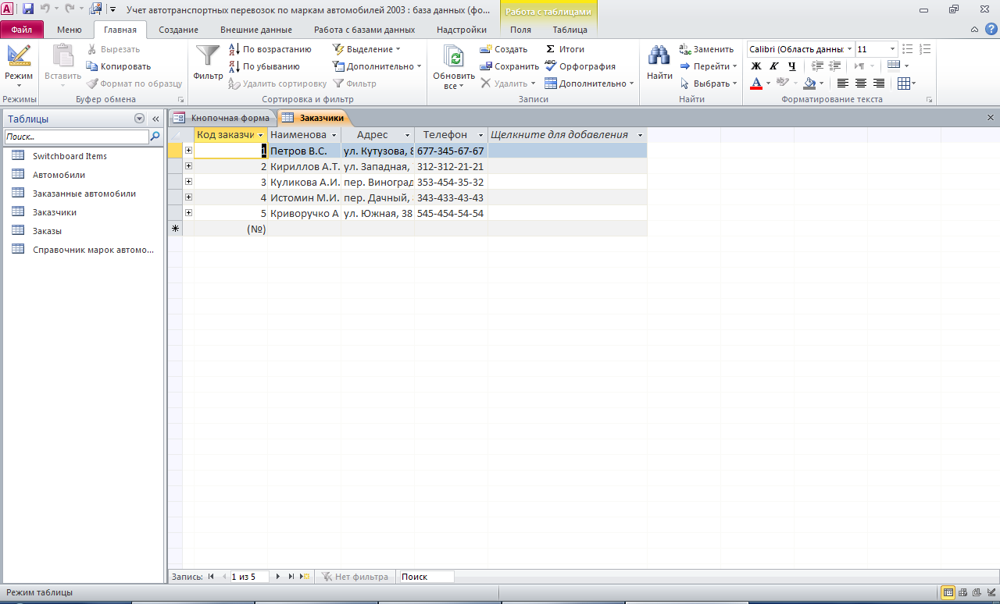 Учет автотранспортных перевозок по маркам автомобилей 2003 : база данных (фо...
Работа с таблицами
Файл Меню Главная Создание Внешние данные Работа с базами данных Надстройки Поля Таблица
Режим
Режимы
Вставить
Вырезать
Копировать
Формат по образцу
Буфер обмена
Фильтр
По возрастанию
По убыванию
Удалить сортировку
Выделение
Дополнительно
Фильтр
Сортировка и фильтр
Обновить
все
Создать
Сохранить
Удалить
Итоги
Орфография
Дополнительно
Записи
Найти
Заменить
Перейти
Выбрать
Найти
Calibri (Область данны: 11
Ж К Ч
Форматирование текста
Таблицы
Поиск...
Switchboard Items
Автомобили
Заказанные автомобили
Заказчики
Заказы
Справочник марок автомо...
Кнопочная форма Заказчики
Код заказчи Наименова Адрес Телефон Щелкните для добавления
1 Петров В.С. ул. Кутузова, 8 677-345-67-67
2 Кириллов А.Т. ул. Западная, 312-312-21-21
3 Куликова А.И. пер. Виноград 353-454-35-32
4 Истомин М.И. пер. Дачный, 343-433-43-43
5 Криворучко А ул. Южная, 38 545-454-54-54
(№)
Запись: 1 из 5 Нет фильтра Поиск
Режим таблицы